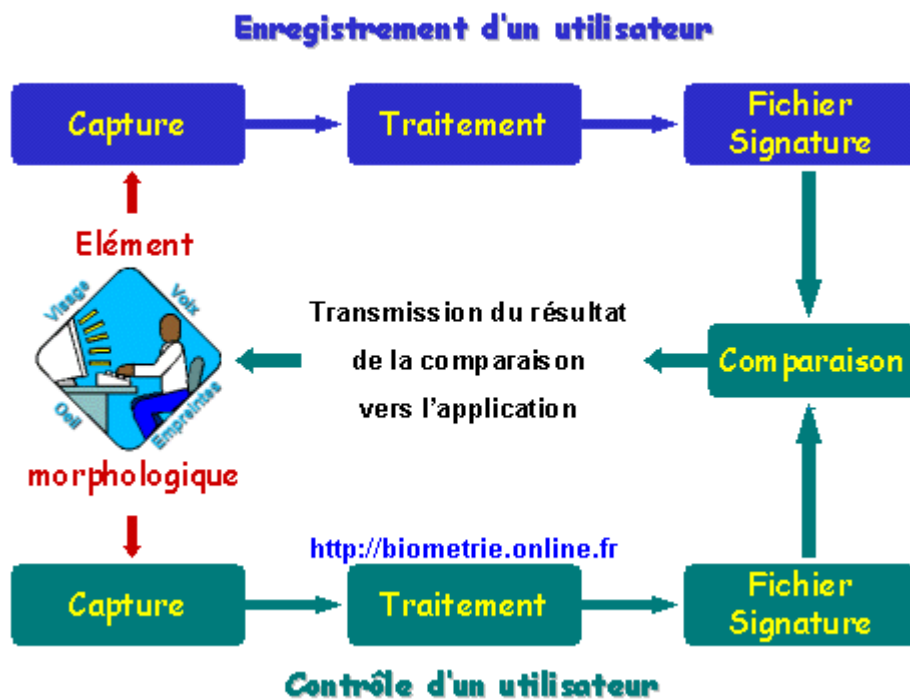 Enregistrement d'un utilisateur
Capture
Traitement
Fichier
Signature
Elément
Visage
Voix
Oeil
Empreintes
morphologique
Transmission du résultat
de la comparaison
vers l'application
Comparaison
http://biometrie.online.fr
Capture
Traitement
Fichier
Signature
Contrôle d'un utilisateur